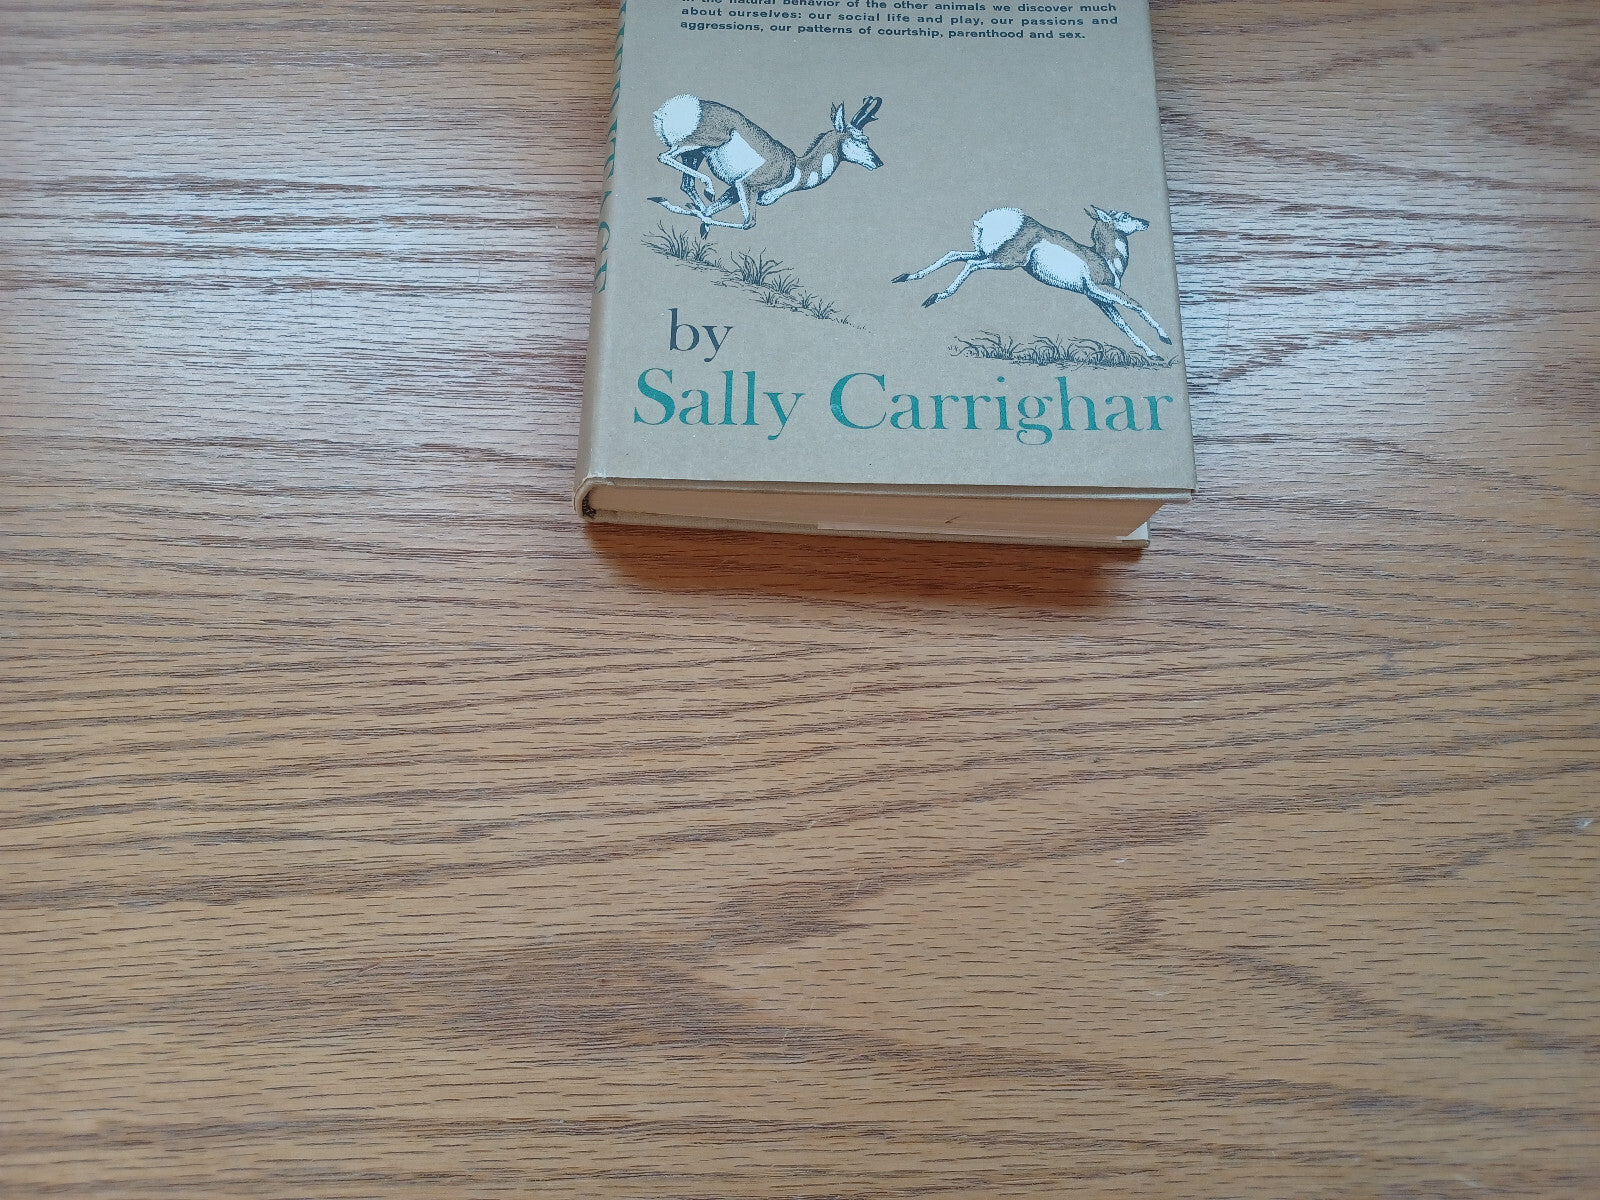 in the natural behavior of the other animals we discover much
about ourselves: our social life and play, our passions and
aggressions, our patterns of courtship, parenthood and sex.
by
Sally Carrighar